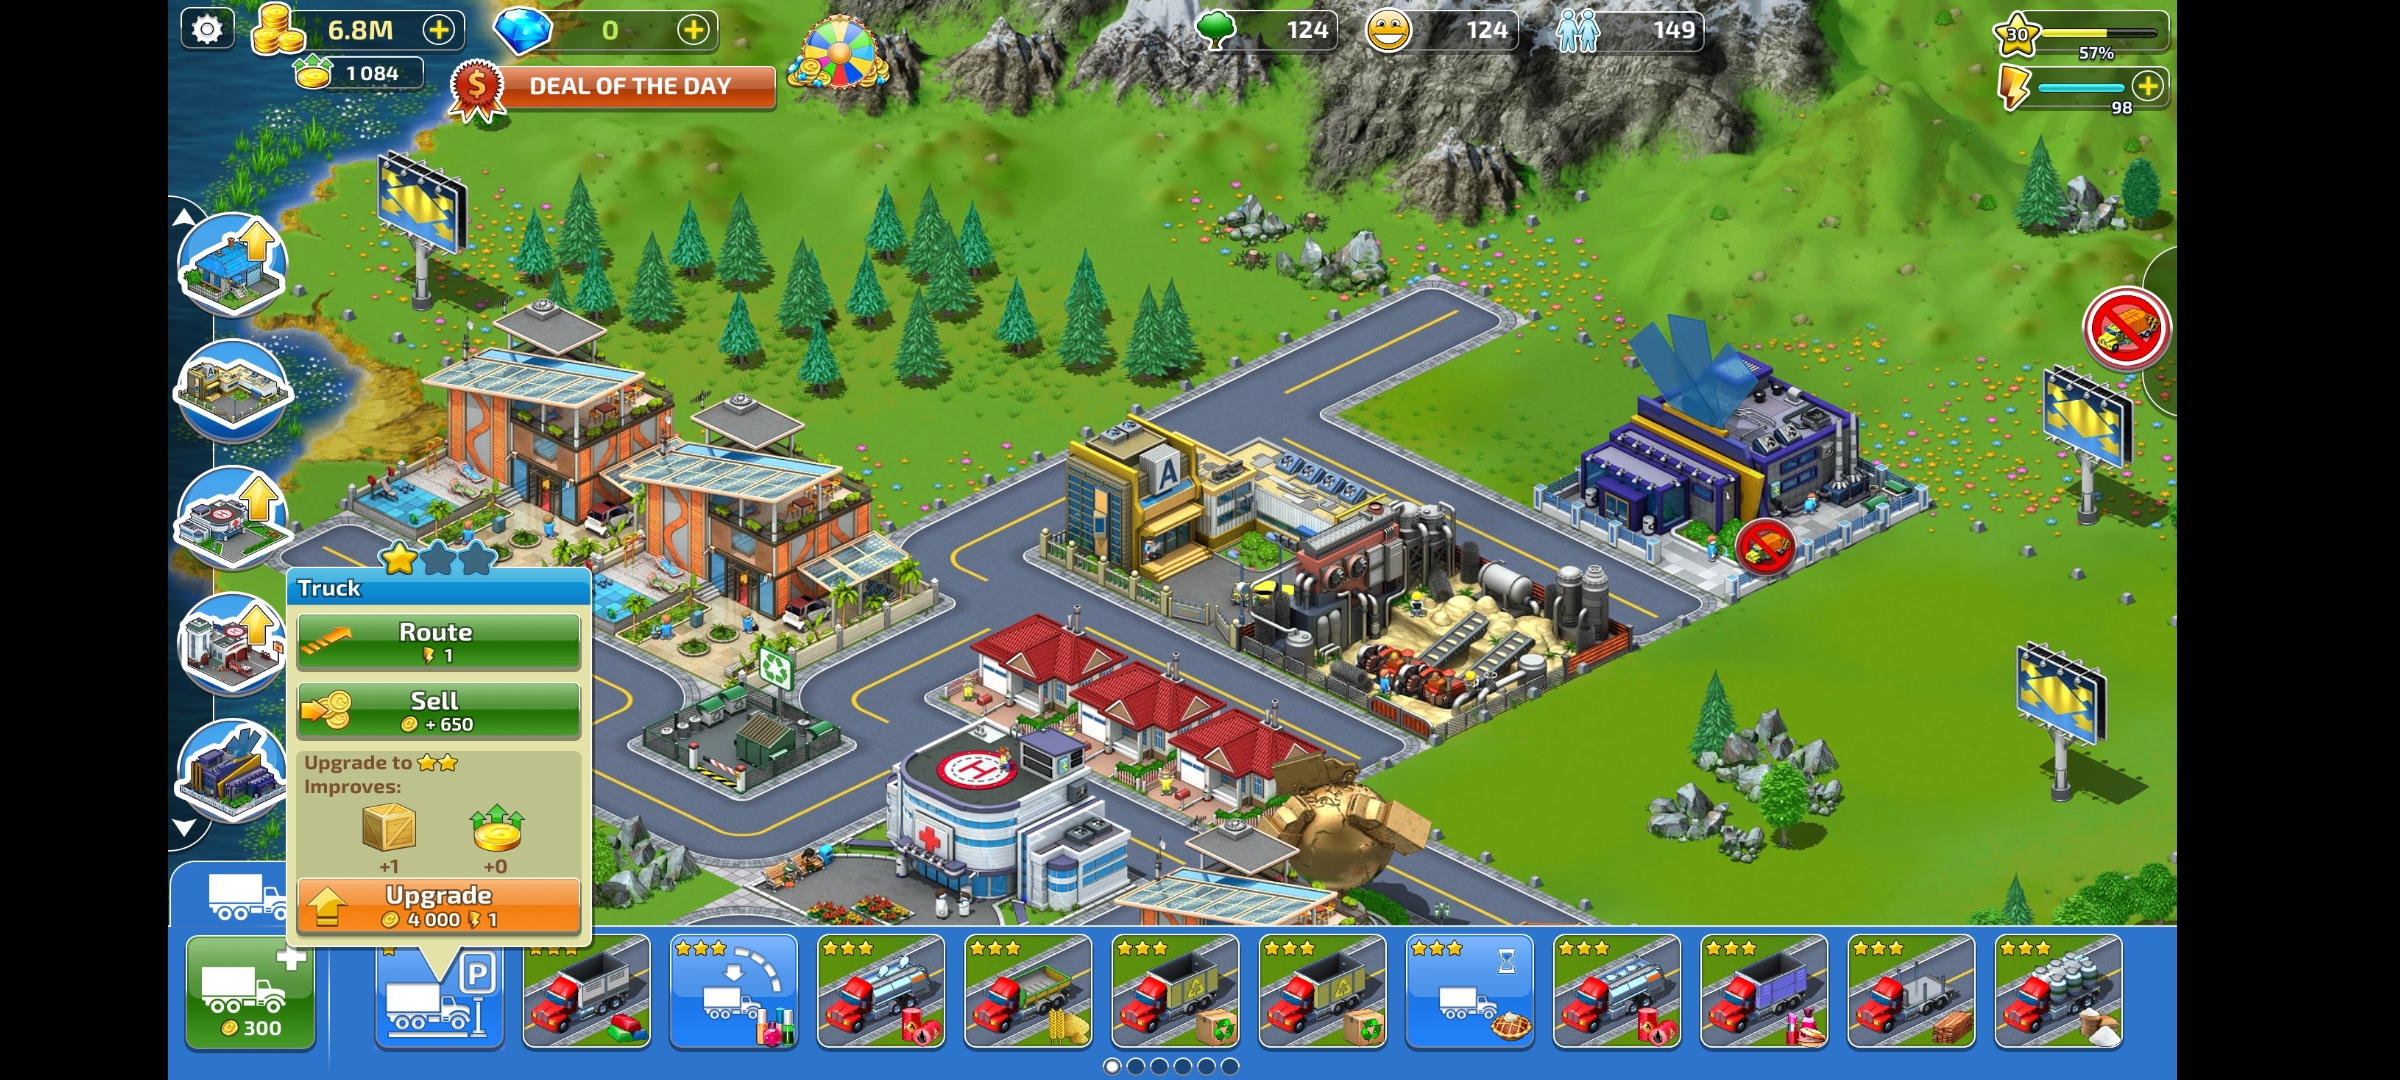 6.8M
0
124
124
149
30
57%
1 084
DEAL OF THE DAY
98
A
H
Truck
Route
1
Sell
+ 650
Upgrade to
Improves:
+1
+0
Upgrade
4 000 1
300
P